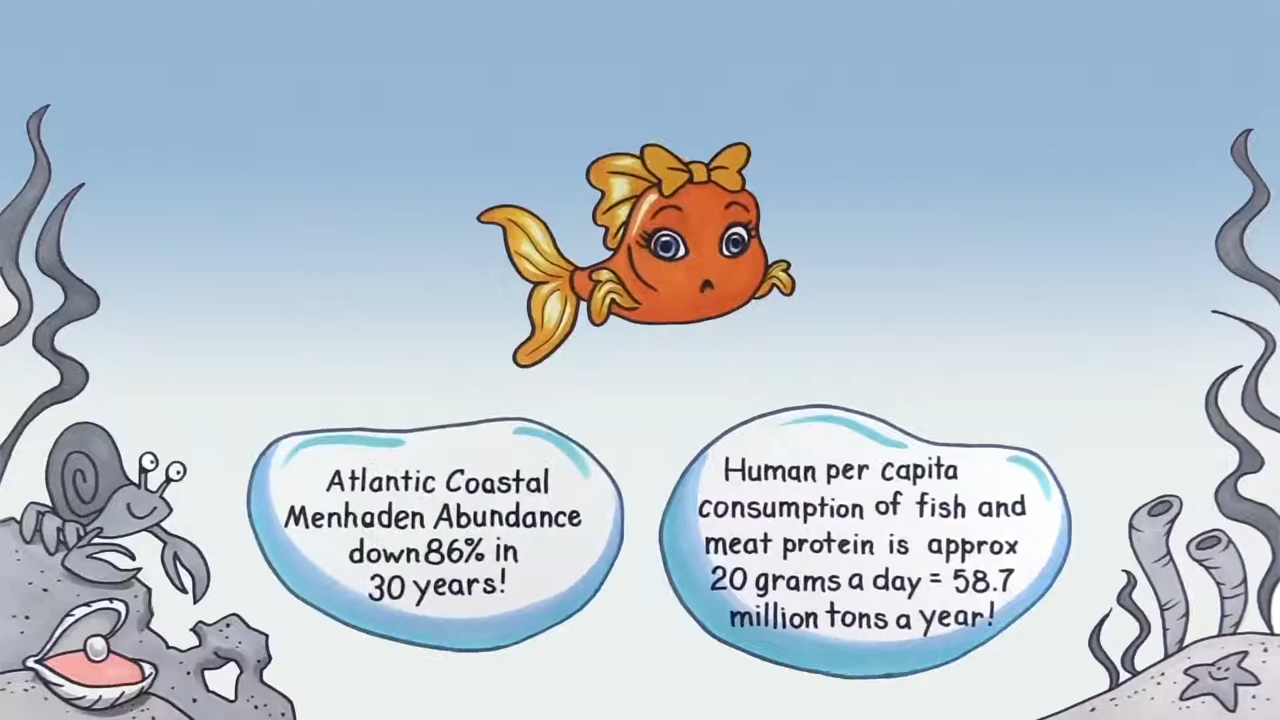 Atlantic Coastal
Menhaden Abundance
down 86% in
30 years!
Human per capita
consumption of fish and
meat protein is approx
20 grams a day = 58.7
million tons a year!